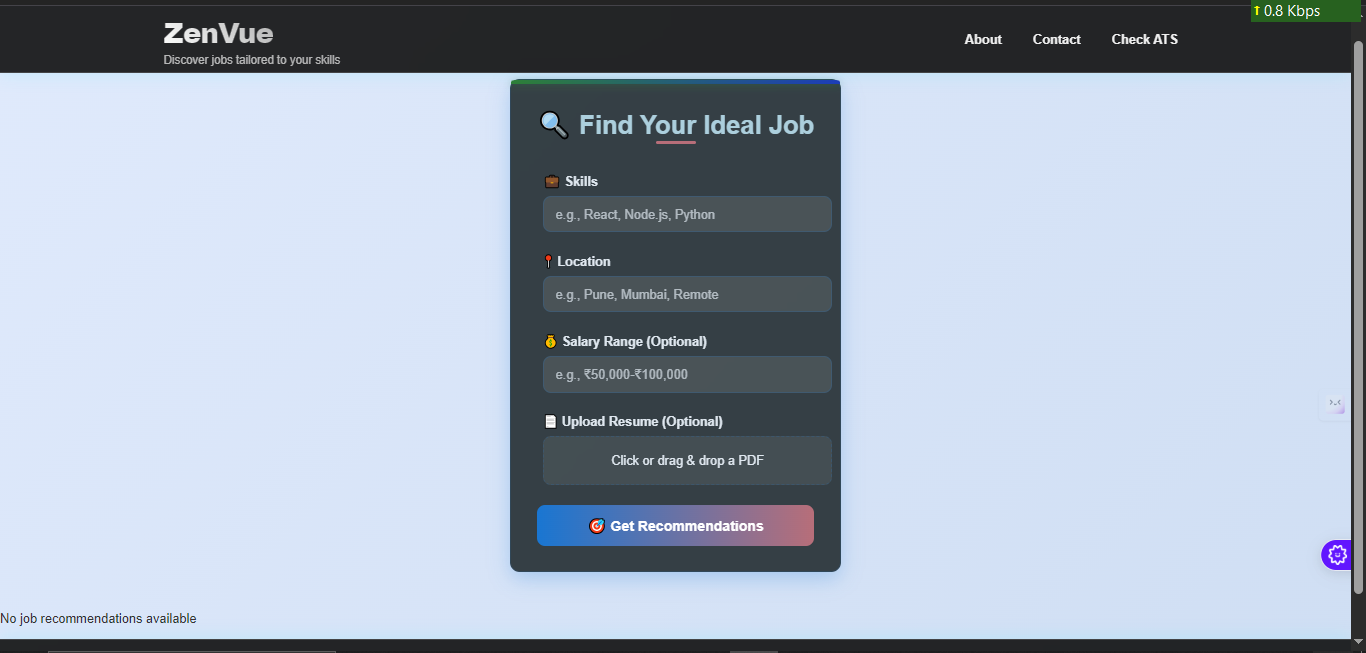 ↑ 0.8 Kbps
ZenVue
Discover jobs tailored to your skills
About Contact Check ATS
🔍 Find Your Ideal Job
💼 Skills
e.g., React, Node.js, Python
📍 Location
e.g., Pune, Mumbai, Remote
💰 Salary Range (Optional)
e.g., ₹50,000-₹100,000
📄 Upload Resume (Optional)
Click or drag & drop a PDF
🎯 Get Recommendations
No job recommendations available